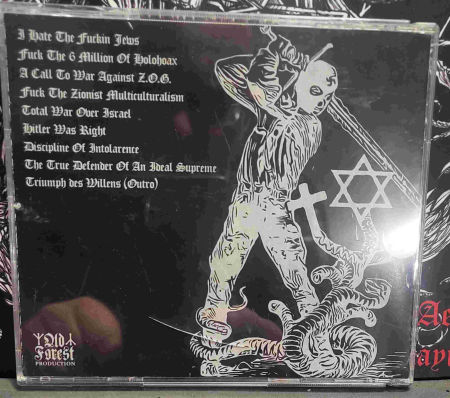 I Hate The Fuckin Jews
Fuck The 6 Million Of Holohoax
A Call To War Against Z.O.G.
Fuck The Zionist Multiculturalism
Total War Over Israel
Hitler Was Right
Discipline Of Intolarence
The True Defender Of An Ideal Supreme
Triumph des Willens (Outro)
Old
Forest
PRODUCTION